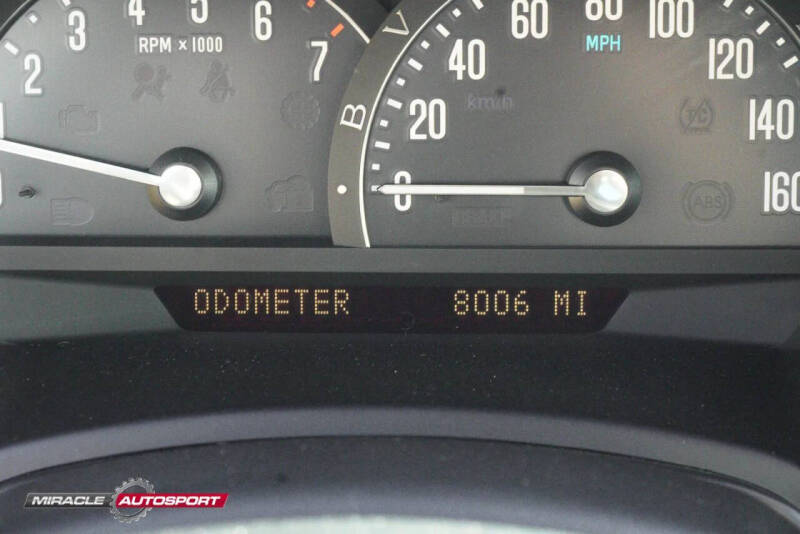 2 3 4 5 6 7
RPM x 1000
B V
0 20 40 60 80 100 120 140 160
MPH
km/h
T/C
ABS
ODOMETER 8006 MI
MIRACLE AUTOSPORT